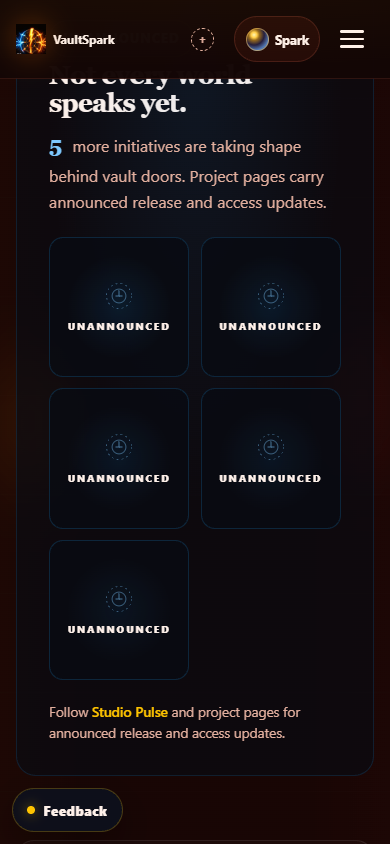 VaultSpark
+
Spark
Not every world
speaks yet.
5 more initiatives are taking shape
behind vault doors. Project pages carry
announced release and access updates.
UNANNOUNCED
UNANNOUNCED
UNANNOUNCED
UNANNOUNCED
UNANNOUNCED
Follow Studio Pulse and project pages for
announced release and access updates.
Feedback